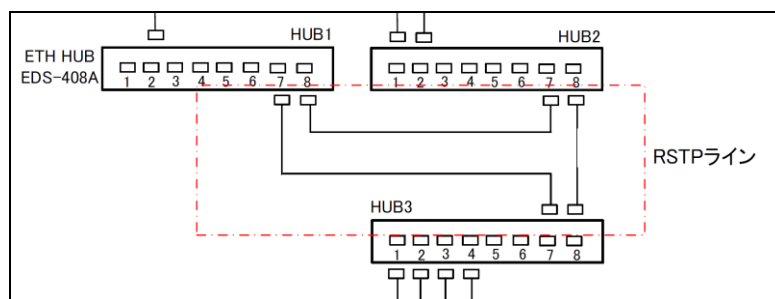 HUB1
HUB2
ETH HUB
EDS-408A
1 2 3 4 5 6 7 8
1 2 3 4 5 6 7 8
RSTPライン
HUB3
1 2 3 4 5 6 7 8